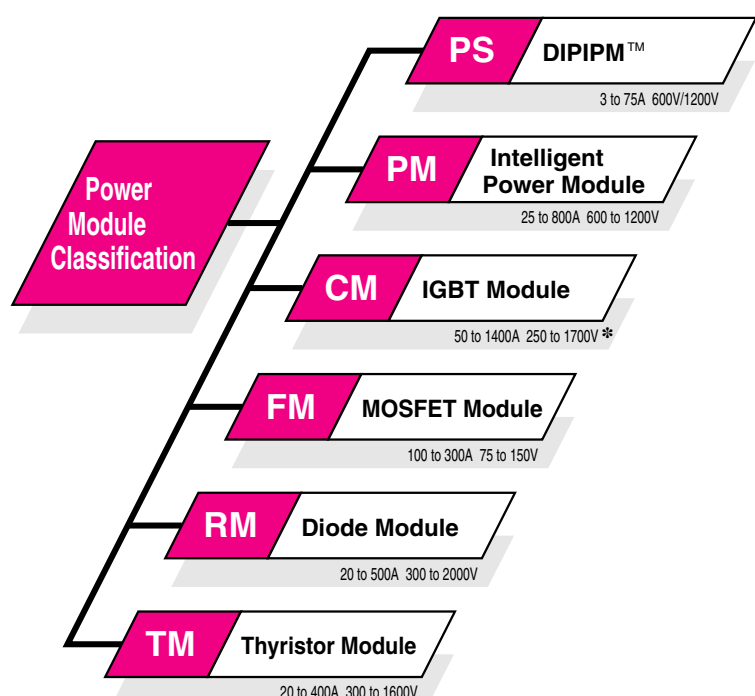 PS DIPIPM™
3 to 75A 600V/1200V
Power
Module
Classification
PM Intelligent
Power Module
25 to 800A 600 to 1200V
CM IGBT Module
50 to 1400A 250 to 1700V ✽
FM MOSFET Module
100 to 300A 75 to 150V
RM Diode Module
20 to 500A 300 to 2000V
TM Thyristor Module
20 to 400A 300 to 1600V